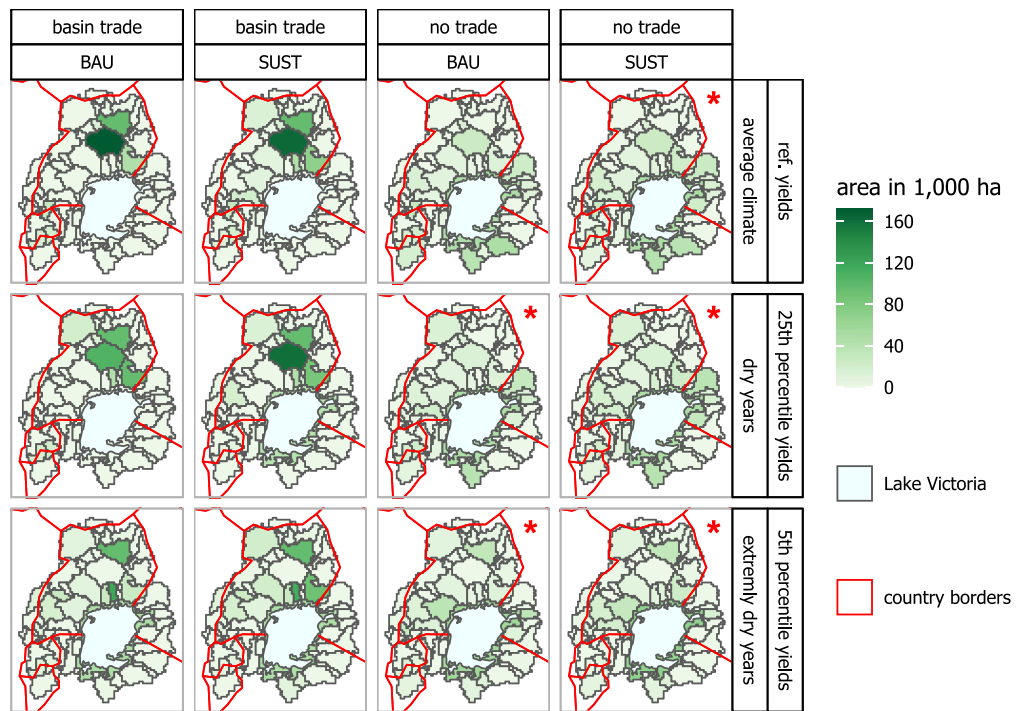 basin trade
basin trade
no trade
no trade
BAU
SUST
BAU
SUST
*
average climate
ref. yields
*
*
dry years
25th percentile yields
*
*
extremly dry years
5th percentile yields
area in 1,000 ha
160
120
80
40
0
Lake Victoria
country borders